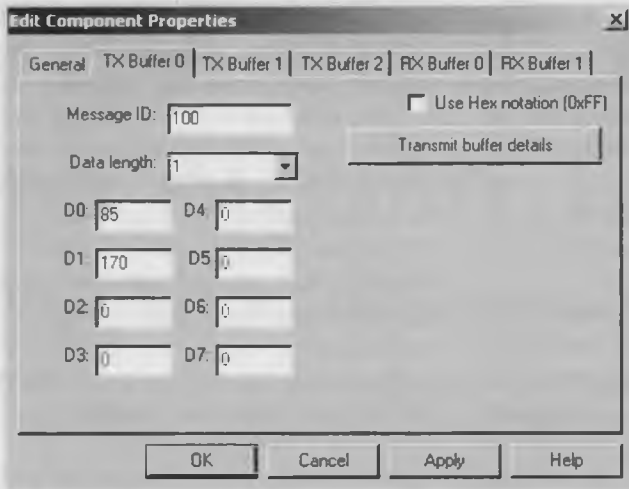 Edit Component Properties
General TX Buffer 0 TX Buffer 1 TX Buffer 2 RX Buffer 0 RX Buffer 1
Message ID: 100 Use Hex notation (0xFF)
Data length: 1 Transmit buffer details
D0: 85 D4: 0
D1: 170 D5: 0
D2: 0 D6: 0
D3: 0 D7: 0
OK Cancel Apply Help